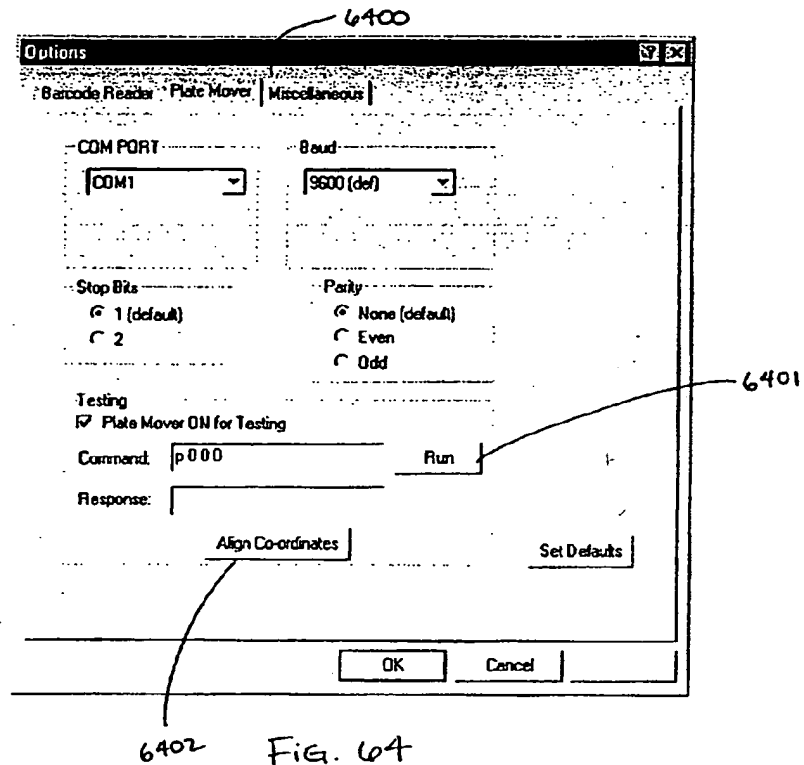 6400
Options
Barcode Reader Plate Mover Miscellaneous
COM PORT Baud
COM1 9600 (def)
Stop Bits Parity
1 (default) None (default)
2 Even
Odd
Testing
Plate Mover ON for Testing
6401
Command: p 0 0 0 Run
Response:
Align Co-ordinates Set Defaults
OK Cancel
6402 FIG. 64